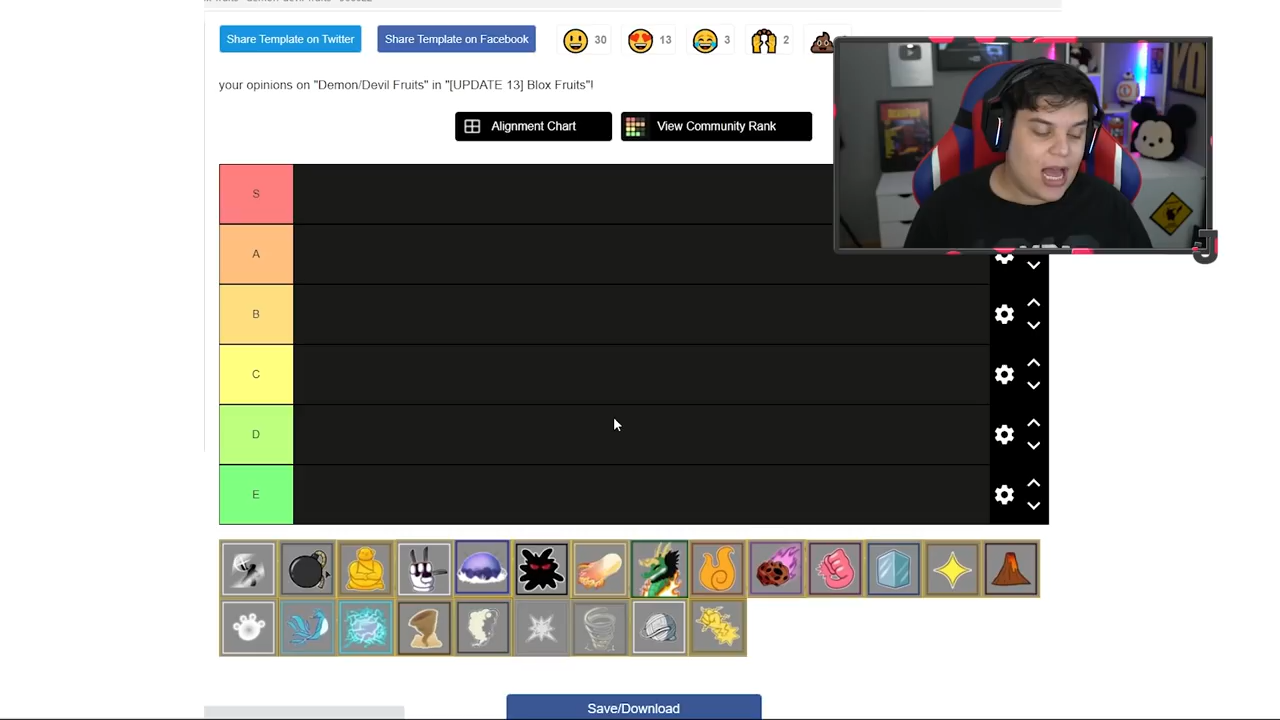 Share Template on Twitter
Share Template on Facebook
30
13
3
2
your opinions on "Demon/Devil Fruits" in "[UPDATE 13] Blox Fruits"!
Alignment Chart
View Community Rank
S
A
B
C
D
E
Save/Download